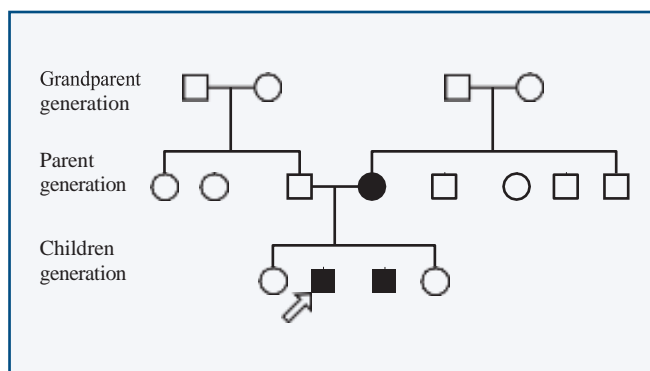 Grandparent
generation
Parent
generation
Children
generation